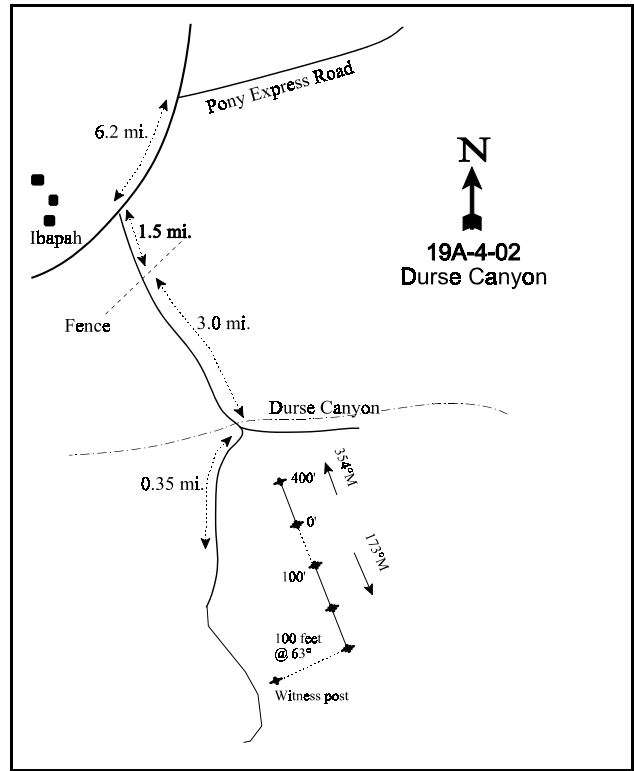 Pony Express Road
6.2 mi.
N
Ibapah
1.5 mi.
19A-4-02
Durse Canyon
Fence
3.0 mi.
Durse Canyon
0.35 mi.
354°M
400'
0'
173°M
100'
100 feet
@ 63°
Witness post